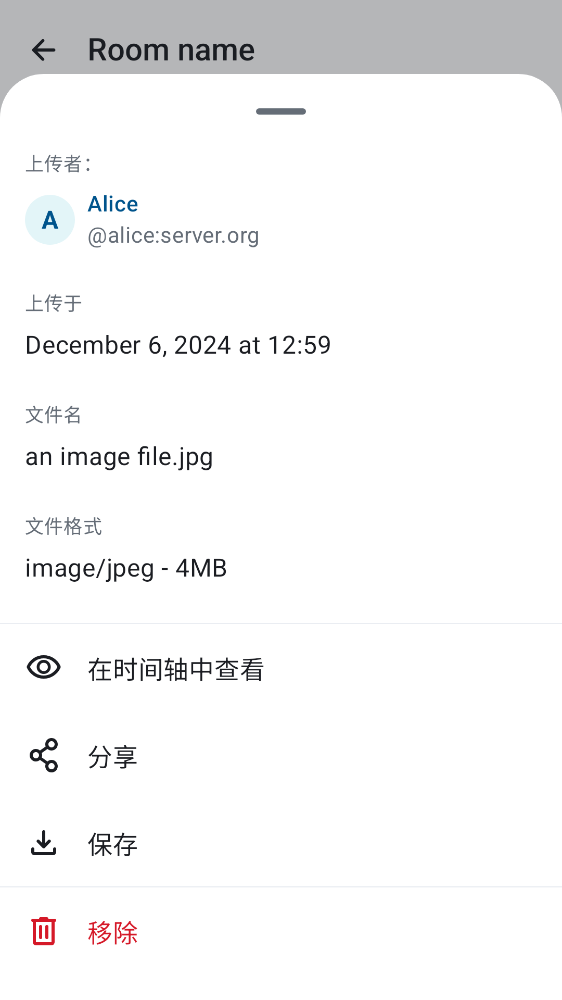 Room name
上传者：
A
Alice
@alice:server.org
上传于
December 6, 2024 at 12:59
文件名
an image file.jpg
文件格式
image/jpeg - 4MB
在时间轴中查看
分享
保存
移除